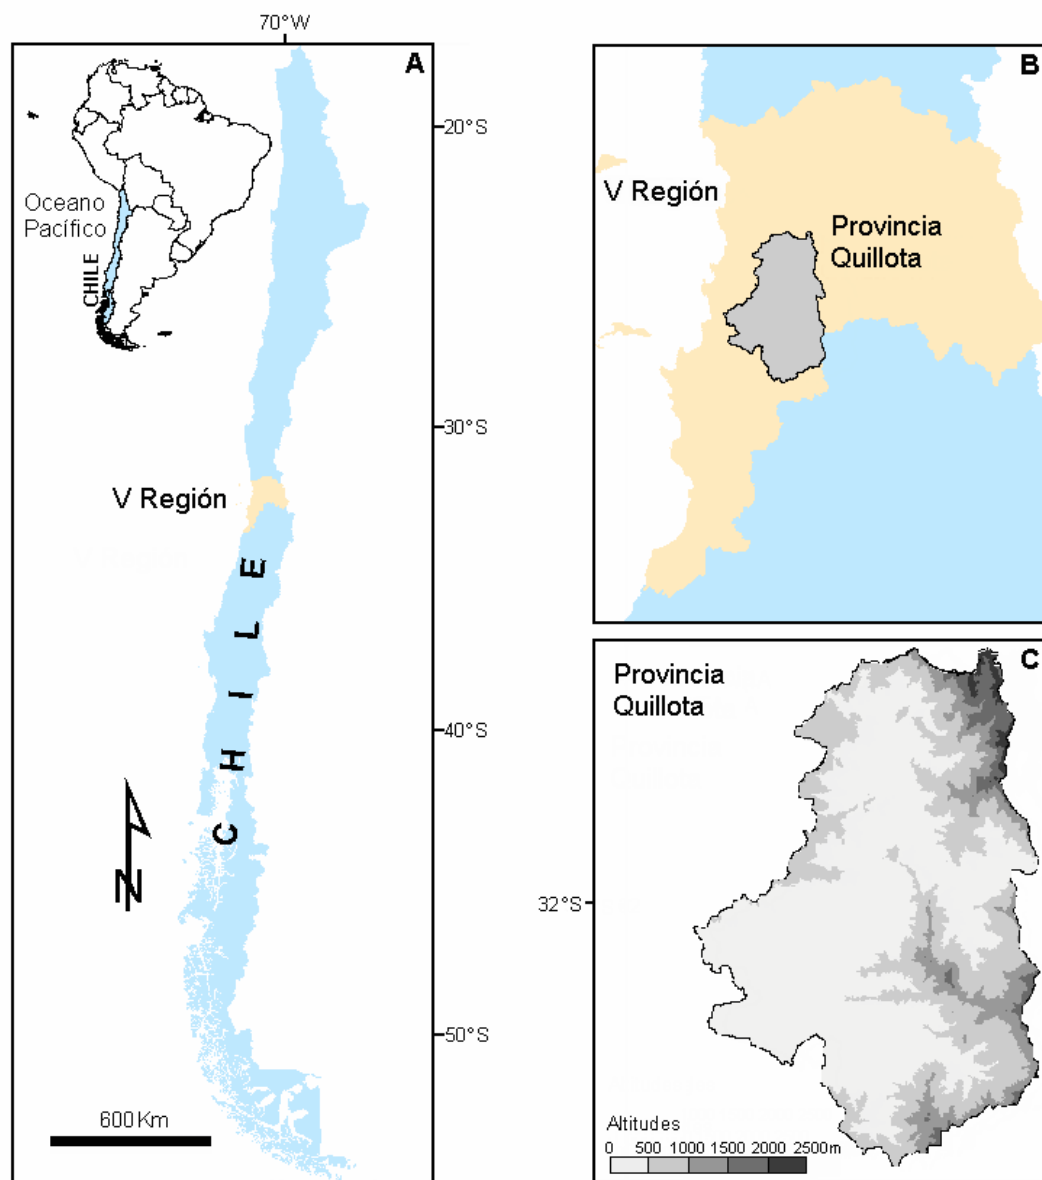 70°W
A
20°S
Oceano
Pacífico
CHILE
30°S
V Región
CHILE
40°S
N
50°S
600 Km
B
V Región
Provincia
Quillota
C
Provincia
Quillota
32°S
Altitudes
0 500 1000 1500 2000 2500m